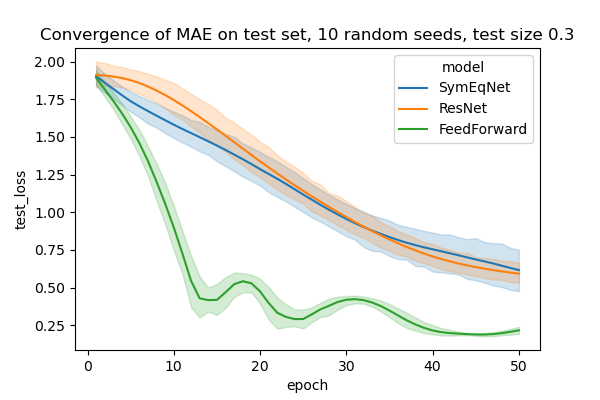 Convergence of MAE on test set, 10 random seeds, test size 0.3
model
SymEqNet
ResNet
FeedForward
test_loss
2.00
1.75
1.50
1.25
1.00
0.75
0.50
0.25
0 10 20 30 40 50
epoch